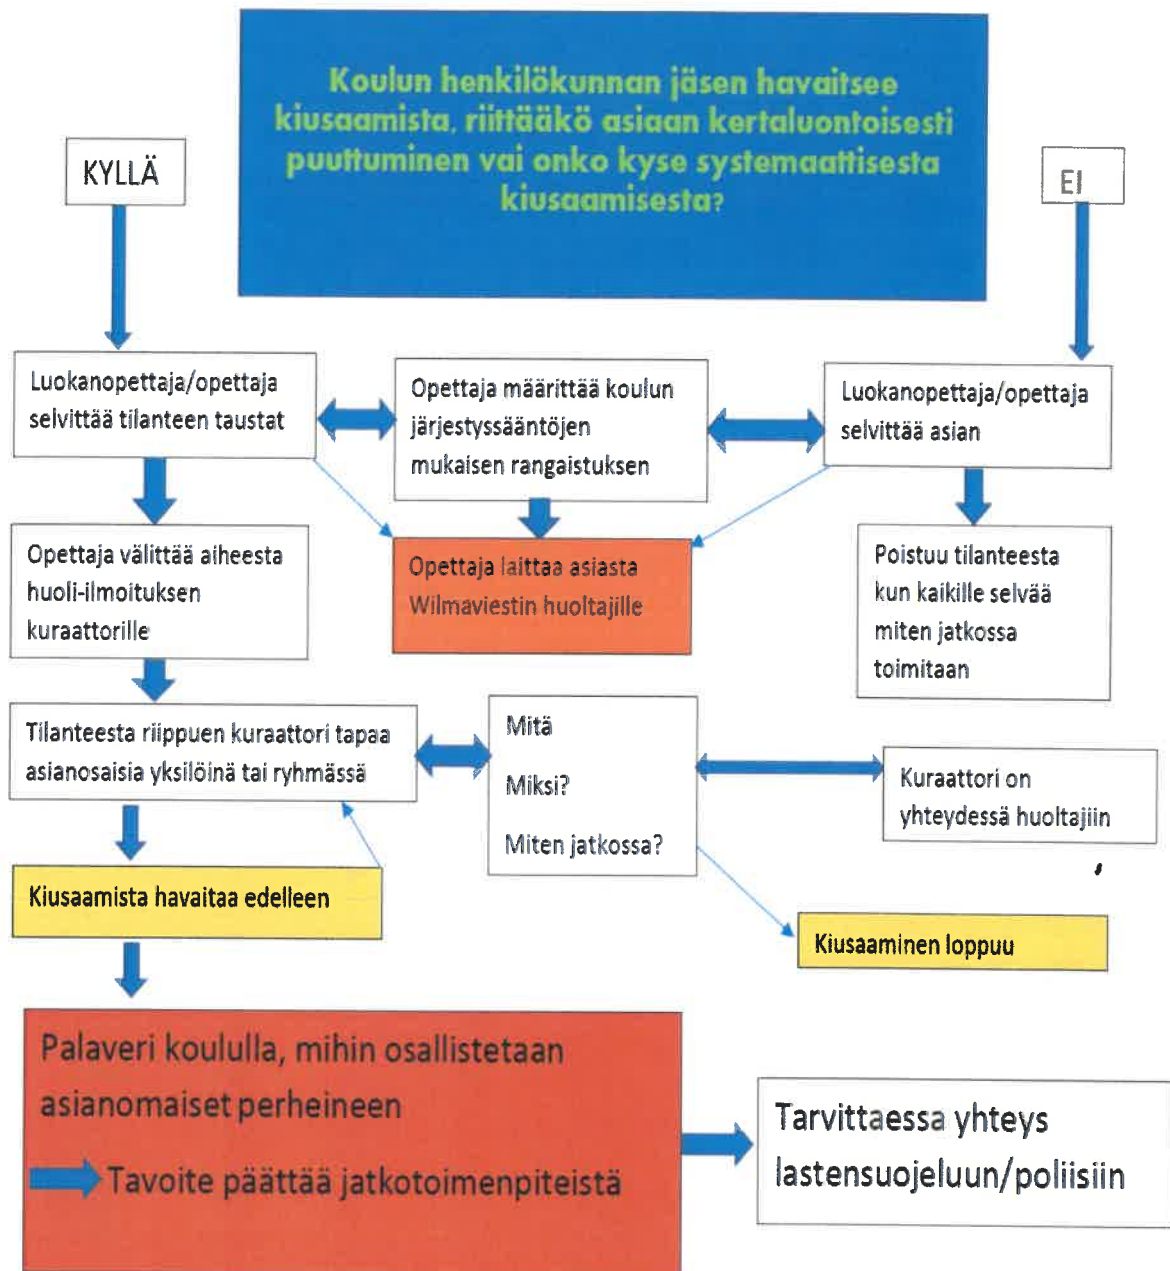 Koulun henkilökunnan jäsen havaitsee
kiusaamista, riittääkö asiaan kertaluontoisesti
puuttuminen vai onko kyse systemaattisesta
kiusaamisesta?
KYLLÄ
EI
Luokanopettaja/opettaja
selvittää tilanteen taustat
Opettaja määrittää koulun
järjestyssääntöjen
mukaisen rangaistuksen
Luokanopettaja/opettaja
selvittää asian
Opettaja välittää aiheesta
huoli-ilmoituksen
kuraattorille
Opettaja laittaa asiasta
Wilmaviestin huoltajille
Poistuu tilanteesta
kun kaikille selvää
miten jatkossa
toimitaan
Tilanteesta riippuen kuraattori tapaa
asianosaisia yksilöinä tai ryhmässä
Mitä
Miksi?
Miten jatkossa?
Kuraattori on
yhteydessä huoltajiin
Kiusaamista havaitaa edelleen
Kiusaaminen loppuu
Palaveri koululla, mihin osallistetaan
asianomaiset perheineen
Tavoite päättää jatkotoimenpiteistä
Tarvittaessa yhteys
lastensuojeluun/poliisiin